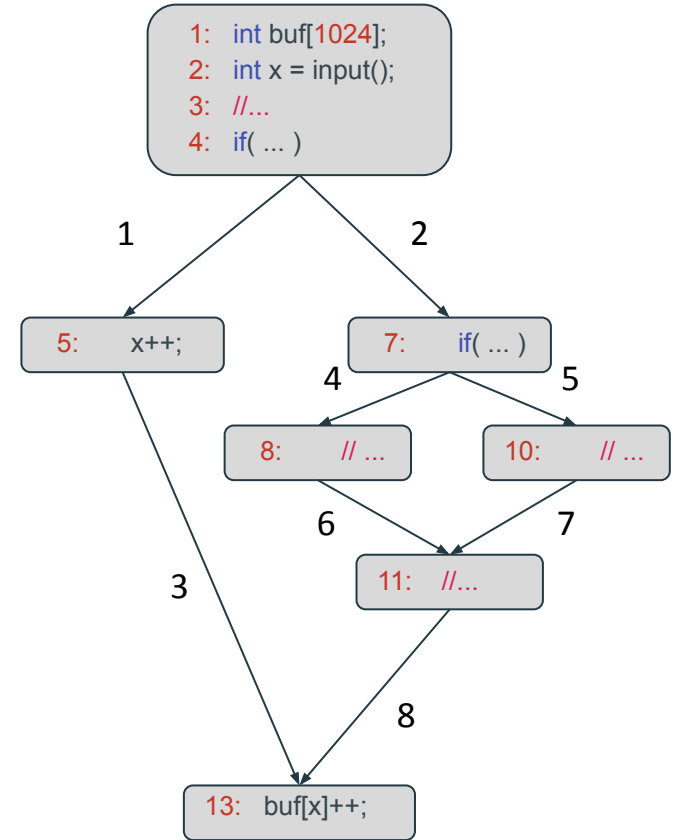 1: int buf[1024];
2: int x = input();
3: //...
4: if( ... )
1
2
5: x++;
7: if( ... )
4
5
8: // ...
10: // ...
6
7
3
11: //...
8
13: buf[x]++;